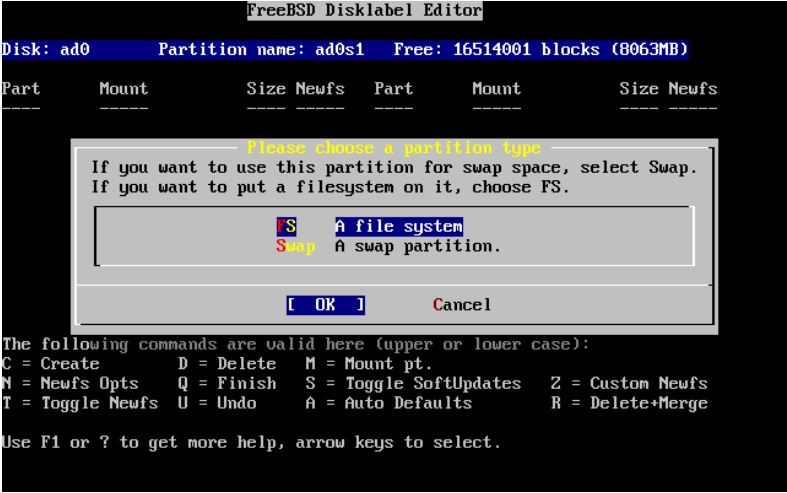 FreeBSD Disklabel Editor
Disk: ad0 Partition name: ad0s1 Free: 16514001 blocks (8063MB)
Part Mount Size Newfs Part Mount Size Newfs
---- ----- ---- ----- ---- ----- ---- -----
Please choose a partition type
If you want to use this partition for swap space, select Swap.
If you want to put a filesystem on it, choose FS.
FS A file system
Swap A swap partition.
[ OK ] Cancel
The following commands are valid here (upper or lower case):
C = Create D = Delete M = Mount pt.
N = Newfs Opts Q = Finish S = Toggle SoftUpdates Z = Custom Newfs
T = Toggle Newfs U = Undo A = Auto Defaults R = Delete+Merge
Use F1 or ? to get more help, arrow keys to select.